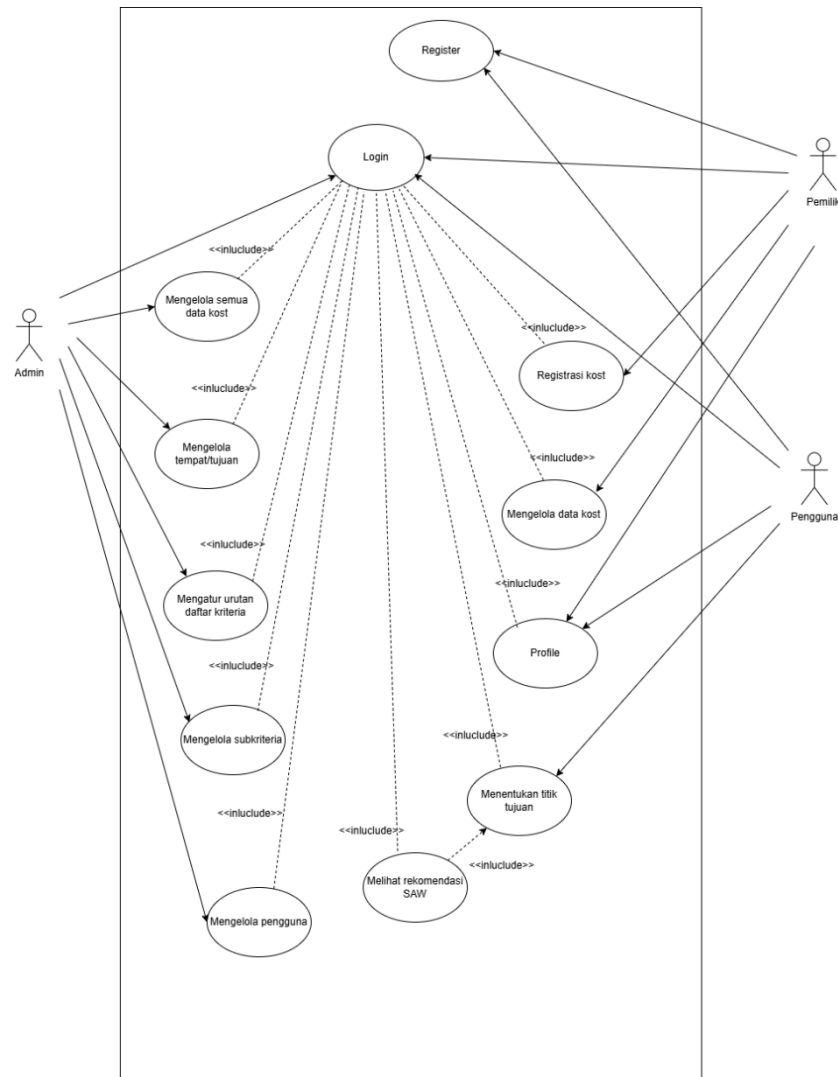 Register
Login
Pemilik
<<inluclude>>
Mengelola semua
data kost
Admin
<<inluclude>>
Registrasi kost
<<inluclude>>
Mengelola
tempat/tujuan
<<inluclude>>
Mengelola data kost
Pengguna
<<inluclude>>
Mengatur urutan
daftar kriteria
<<inluclude>>
Profile
<<inluclude>>
Mengelola subkriteria
<<inluclude>>
Menentukan titik
tujuan
<<inluclude>>
<<inluclude>>
<<inluclude>>
Melihat rekomendasi
SAW
Mengelola pengguna